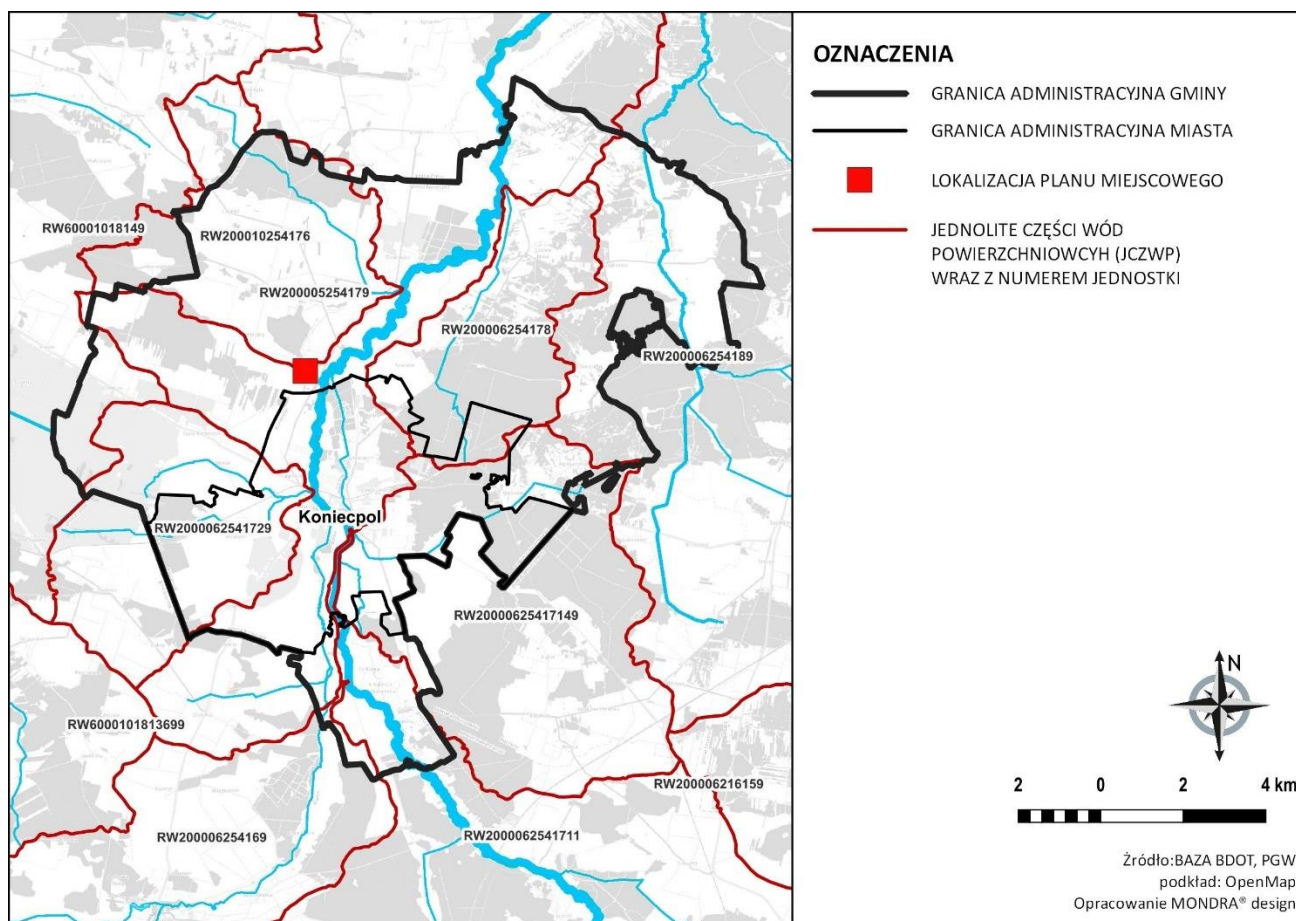 RW60001018149
RW200010254176
RW200005254179
RW200006254178
RW200006254189
Koniecpol
RW2000062541729
RW20000625417149
RW6000101813699
RW200006216159
RW200006254169
RW2000062541711
OZNACZENIA
GRANICA ADMINISTRACYJNA GMINY
GRANICA ADMINISTRACYJNA MIASTA
LOKALIZACJA PLANU MIEJSCOWEGO
JEDNOLITE CZĘŚCI WÓD
POWIERZCHNIOWCYH (JCZWP)
WRAZ Z NUMEREM JEDNOSTKI
N
2 0 2 4 km
Źródło:BAZA BDOT, PGW
podkład: OpenMap
Opracowanie MONDRA® design